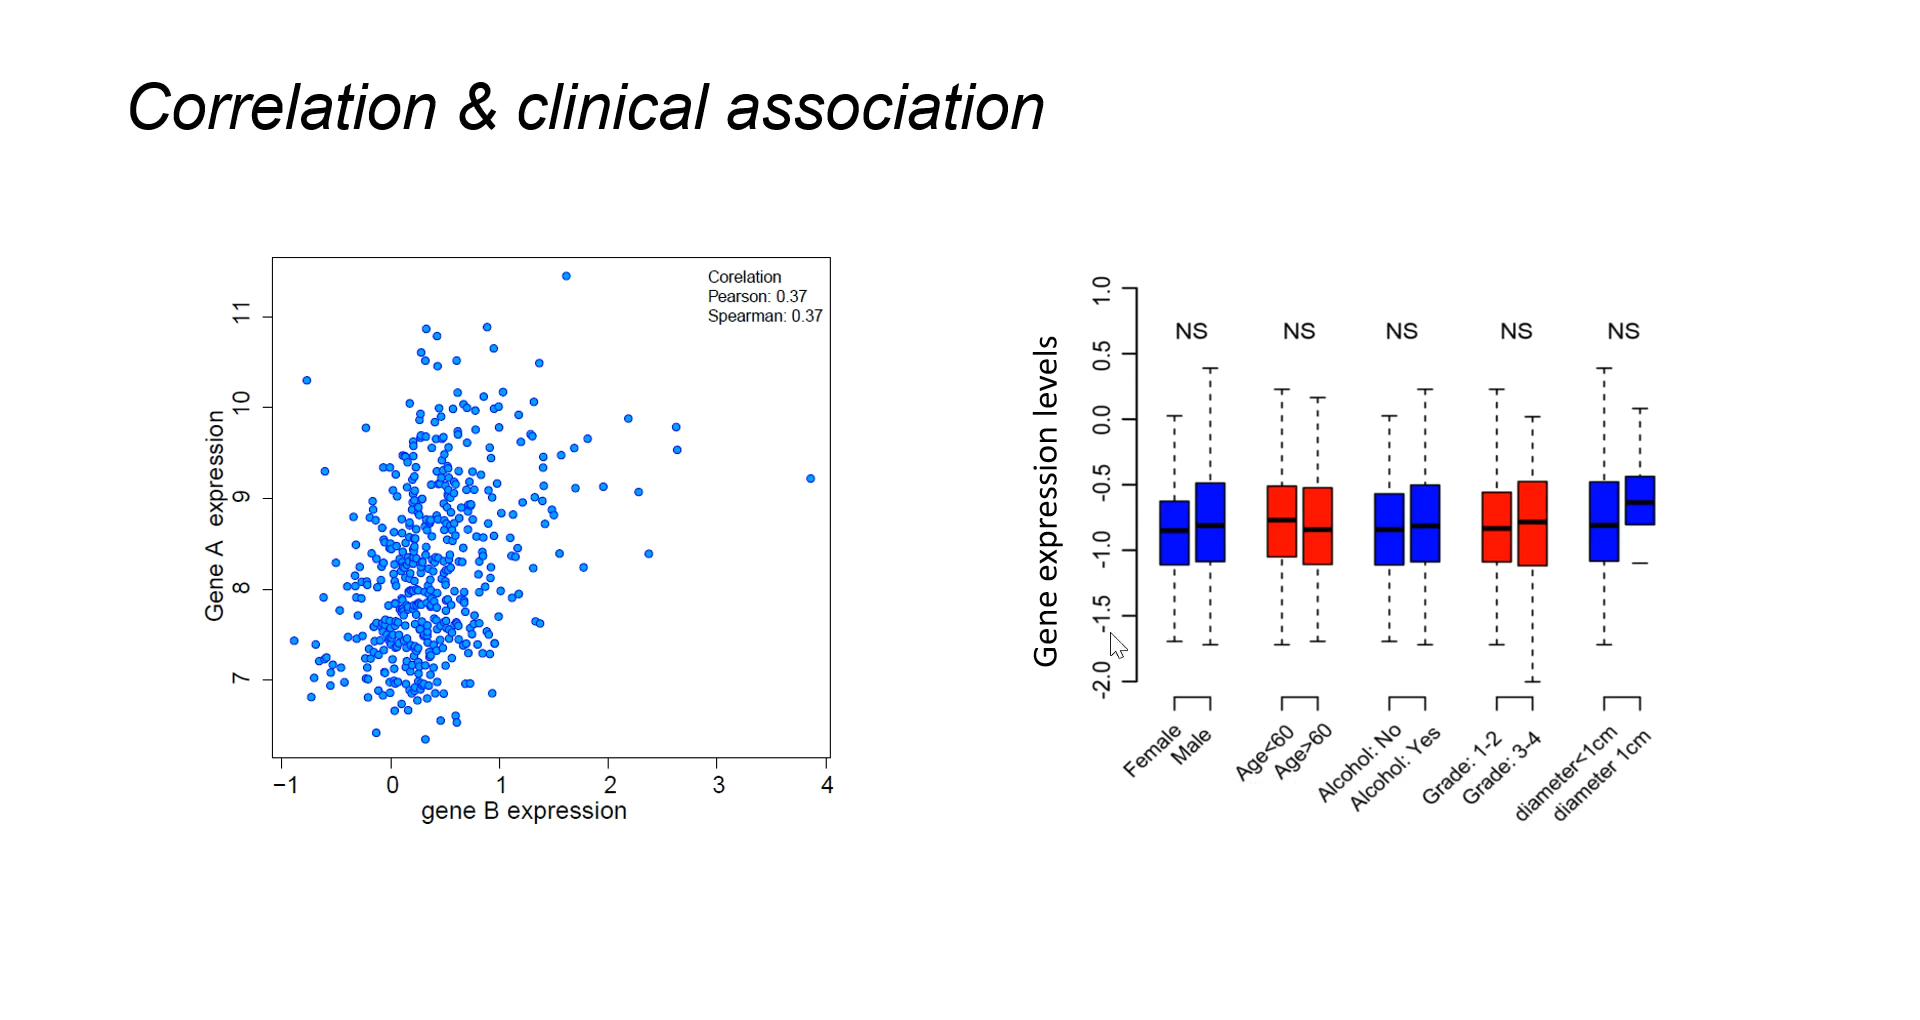 Correlation & clinical association
Corelation
Pearson: 0.37
Spearman: 0.37
Gene A expression
11
10
9
8
7
−1 0 1 2 3 4
gene B expression
Gene expression levels
1.0
0.5
0.0
-0.5
-1.0
-1.5
-2.0
NS NS NS NS NS
Female
Male
Age<60
Age>60
Alcohol: No
Alcohol: Yes
Grade: 1-2
Grade: 3-4
diameter<1cm
diameter 1cm